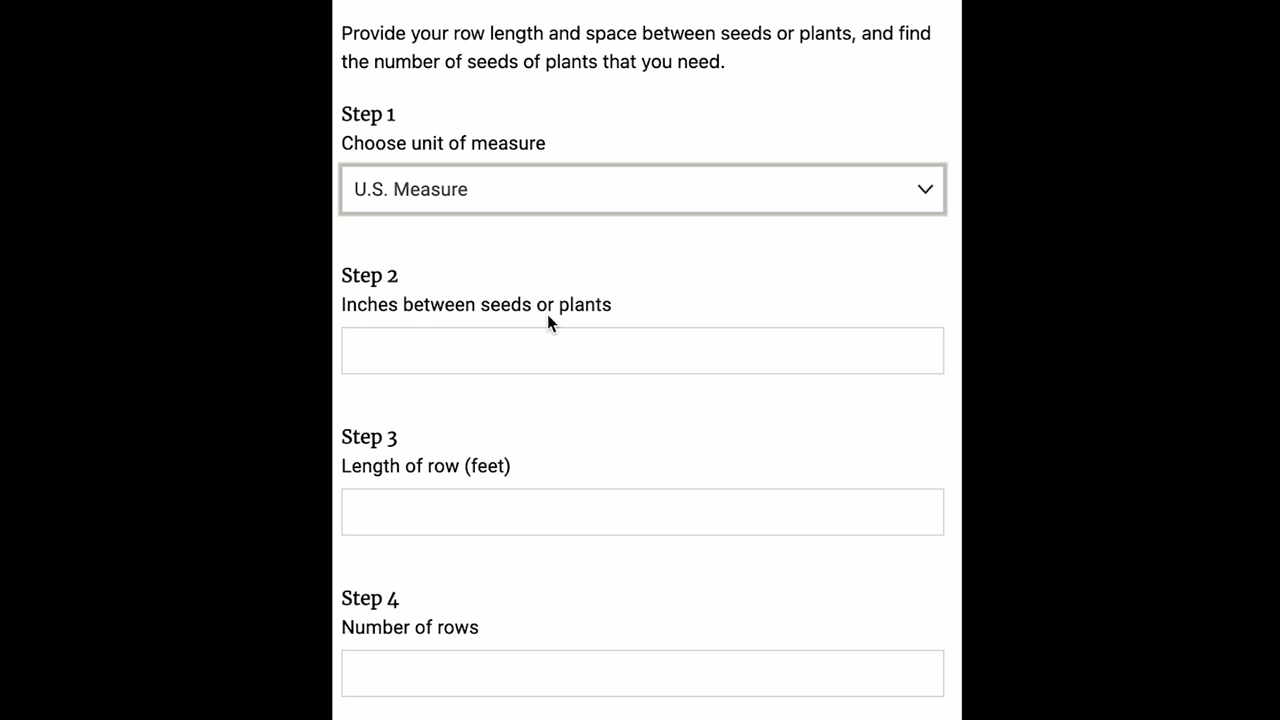 Provide your row length and space between seeds or plants, and find
the number of seeds of plants that you need.
Step 1
Choose unit of measure
U.S. Measure
Step 2
Inches between seeds or plants
Step 3
Length of row (feet)
Step 4
Number of rows